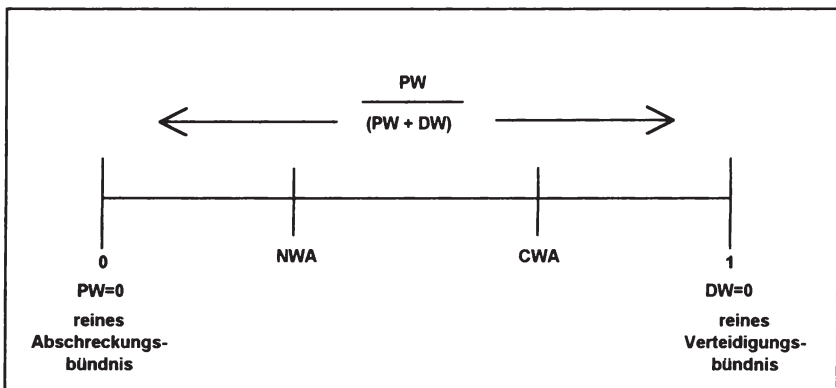 PW
(PW + DW)
NWA CWA
0 1
PW=0 DW=0
reines reines
Abschreckungs- Verteidigungs-
bündnis bündnis